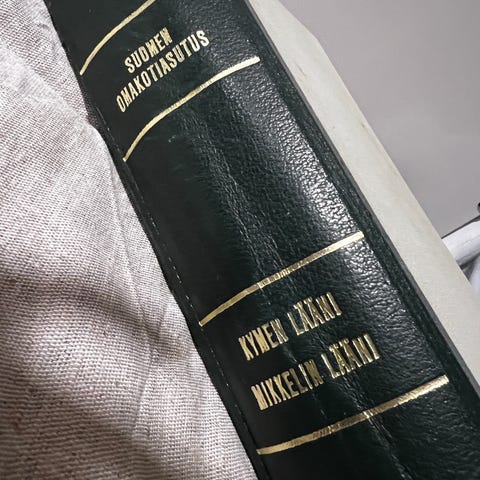 SUOMEN
OMAKOTIASUTUS
KYMEN LÄÄNI
MIKKELIN LÄÄNI